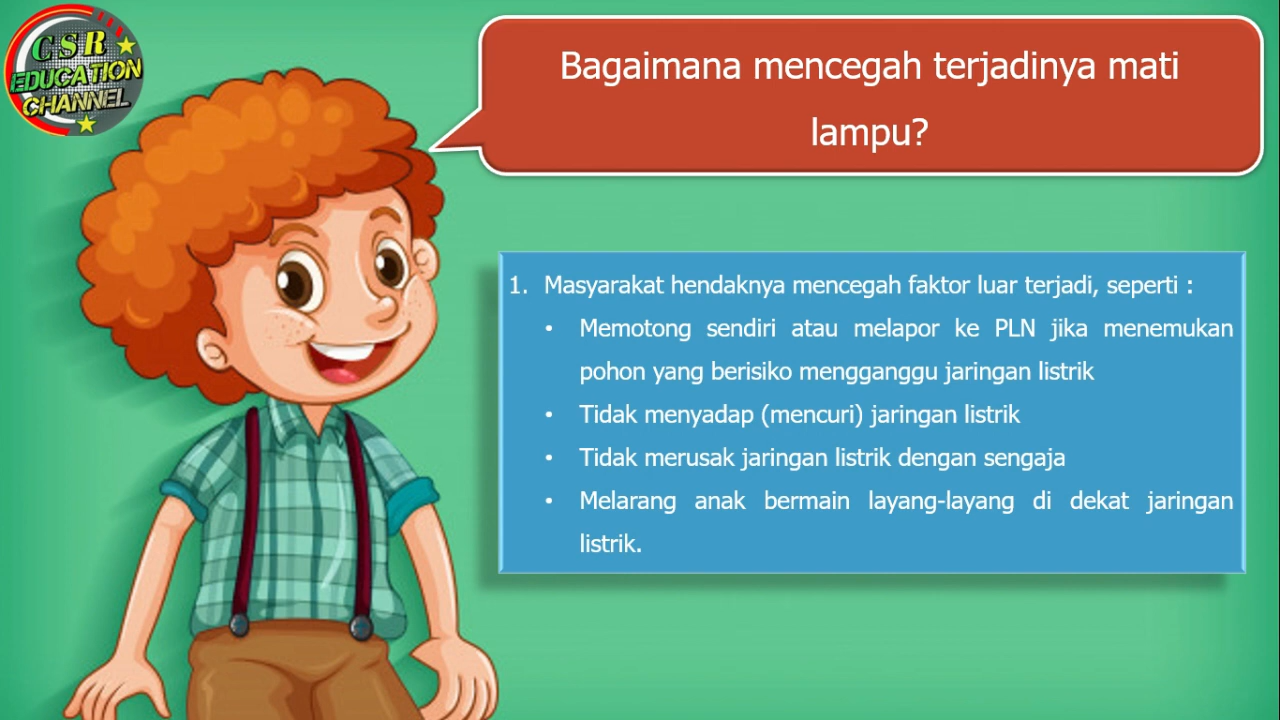 CSR
EDUCATION
CHANNEL
Bagaimana mencegah terjadinya mati
lampu?
1. Masyarakat hendaknya mencegah faktor luar terjadi, seperti :
• Memotong sendiri atau melapor ke PLN jika menemukan
pohon yang berisiko mengganggu jaringan listrik
• Tidak menyadap (mencuri) jaringan listrik
• Tidak merusak jaringan listrik dengan sengaja
• Melarang anak bermain layang-layang di dekat jaringan
listrik.